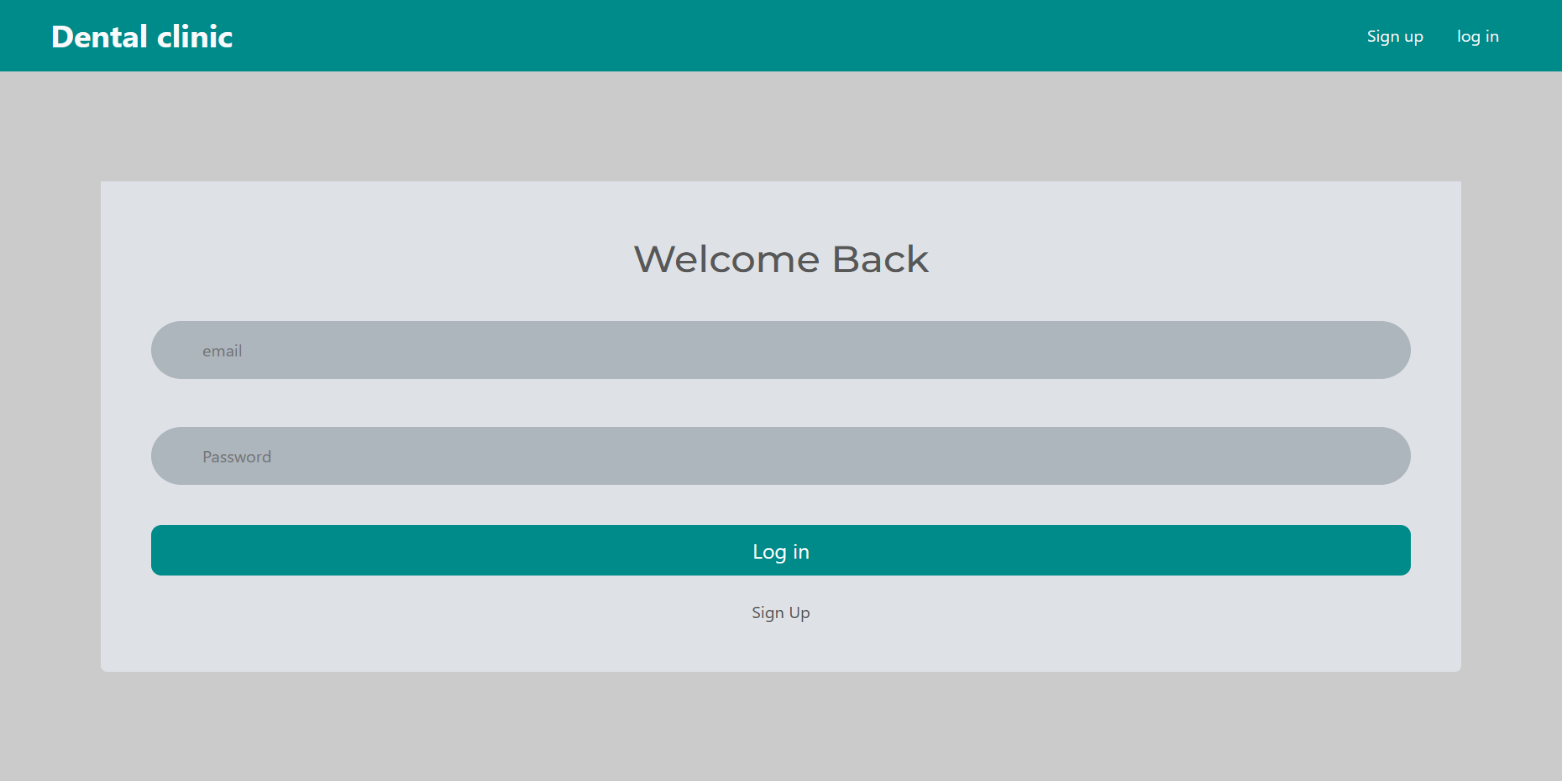 Dental clinic
Sign up
log in
Welcome Back
email
Password
Log in
Sign Up